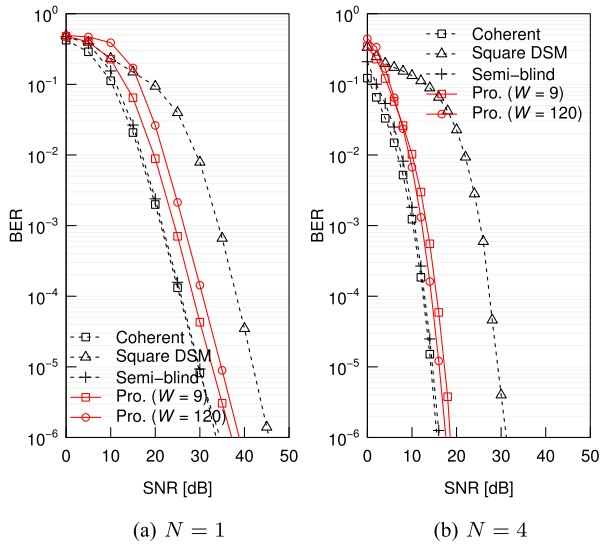 10^0
10^-1
10^-2
10^-3
10^-4
10^-5
10^-6
BER
Coherent
Square DSM
Semi-blind
Pro. (W = 9)
Pro. (W = 120)
0 10 20 30 40 50
SNR [dB]
(a) N = 1
10^0
10^-1
10^-2
10^-3
10^-4
10^-5
10^-6
BER
Coherent
Square DSM
Semi-blind
Pro. (W = 9)
Pro. (W = 120)
0 20 40
SNR [dB]
(b) N = 4